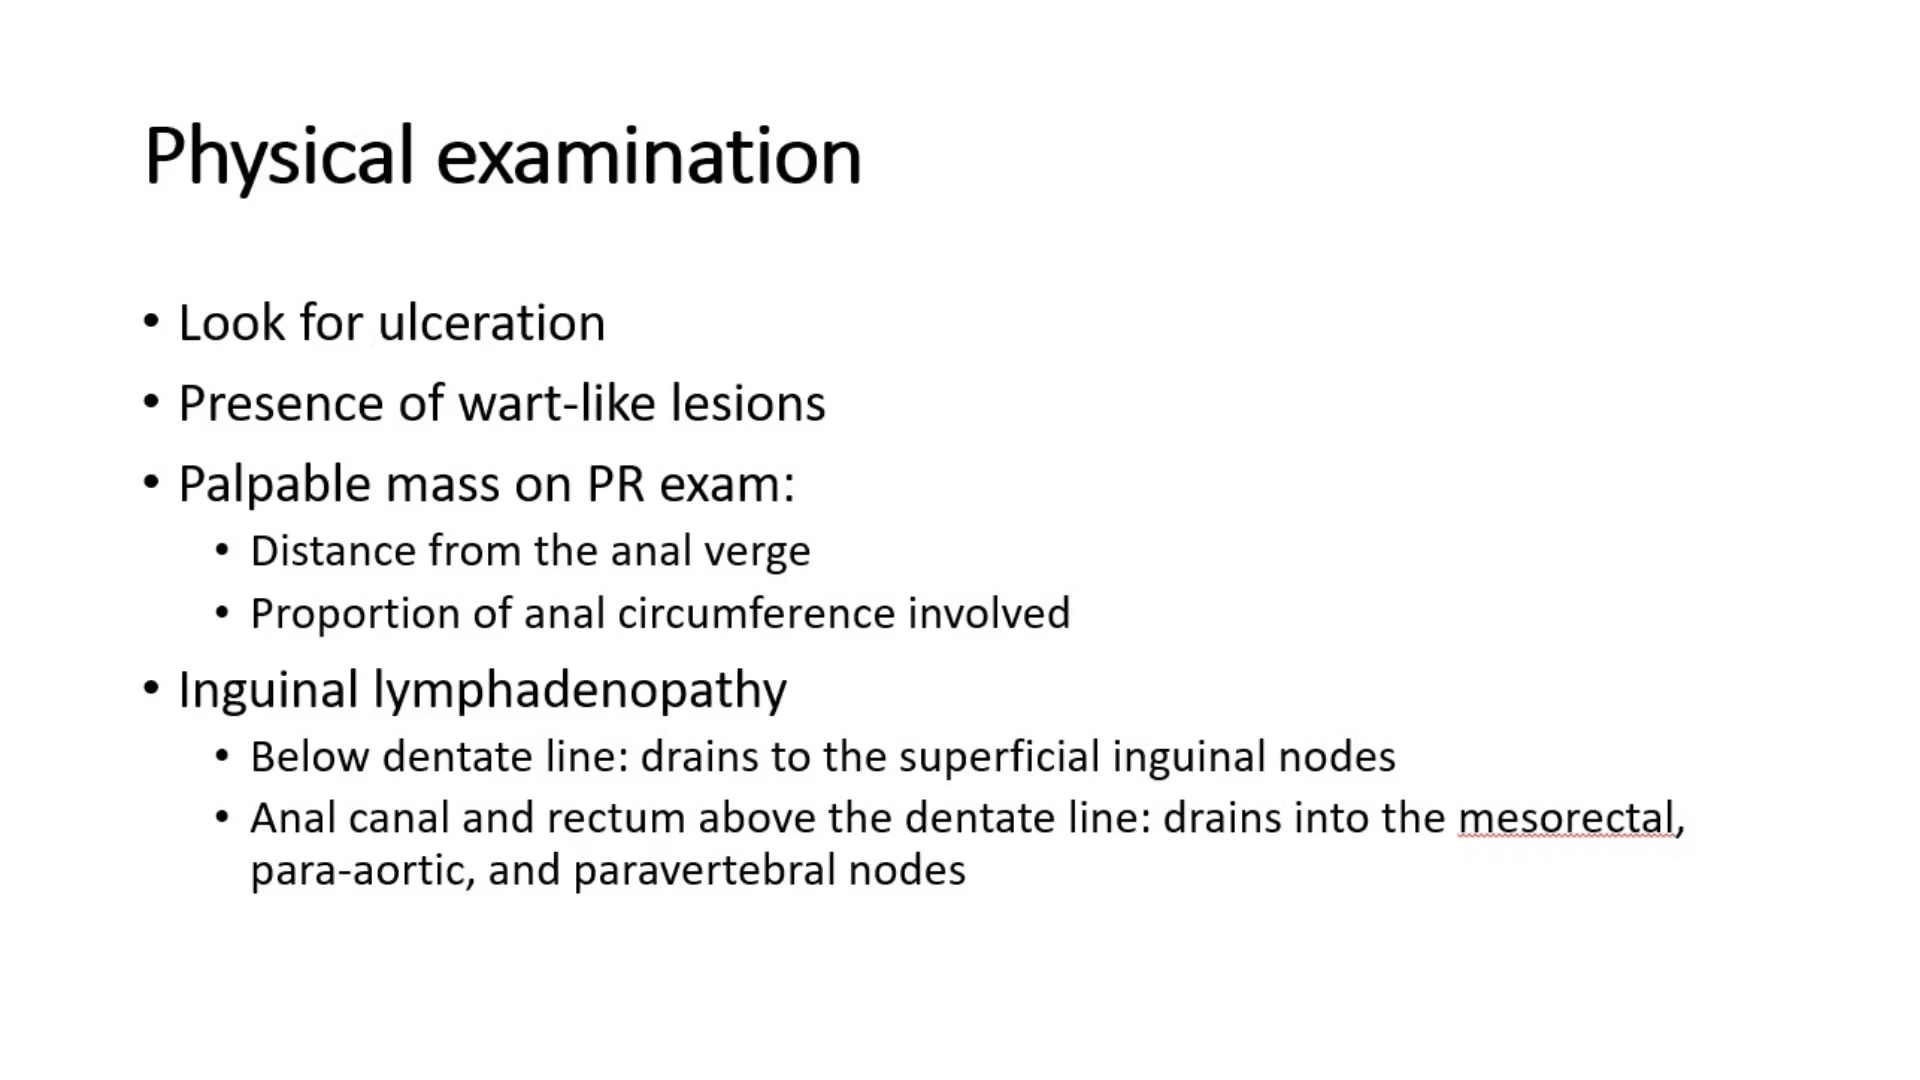 Physical examination
• Look for ulceration
• Presence of wart-like lesions
• Palpable mass on PR exam:
• Distance from the anal verge
• Proportion of anal circumference involved
• Inguinal lymphadenopathy
• Below dentate line: drains to the superficial inguinal nodes
• Anal canal and rectum above the dentate line: drains into the mesorectal,
para-aortic, and paravertebral nodes